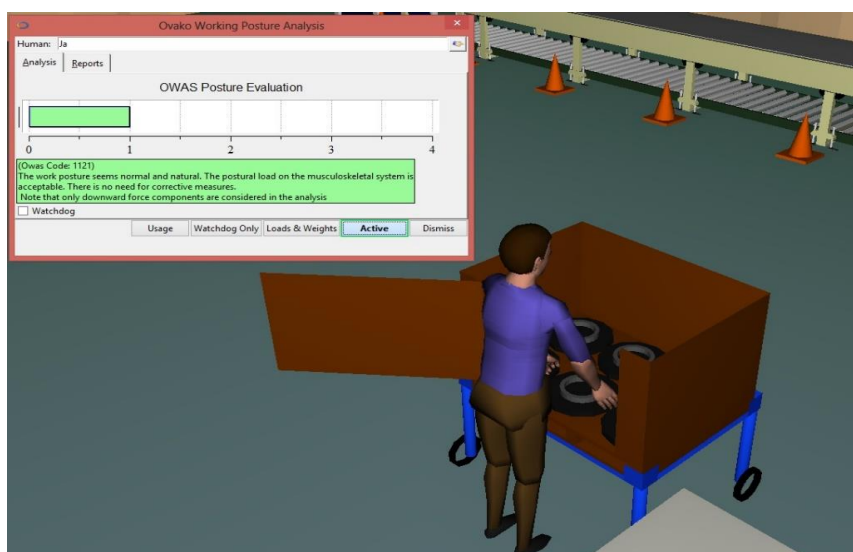 Ovako Working Posture Analysis
Human: Ja
Analysis Reports
OWAS Posture Evaluation
0 1 2 3 4
(Owas Code: 1121)
The work posture seems normal and natural. The postural load on the musculoskeletal system is
acceptable. There is no need for corrective measures.
Note that only downward force components are considered in the analysis
Watchdog
Usage Watchdog Only Loads & Weights Active Dismiss